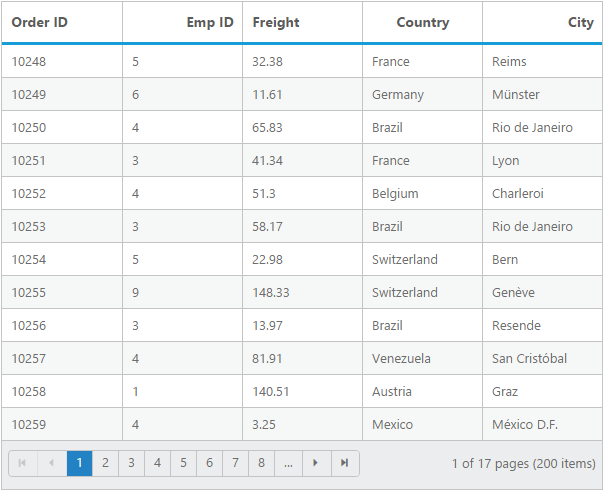 Order ID Emp ID Freight Country City
10248 5 32.38 France Reims
10249 6 11.61 Germany Münster
10250 4 65.83 Brazil Rio de Janeiro
10251 3 41.34 France Lyon
10252 4 51.3 Belgium Charleroi
10253 3 58.17 Brazil Rio de Janeiro
10254 5 22.98 Switzerland Bern
10255 9 148.33 Switzerland Genève
10256 3 13.97 Brazil Resende
10257 4 81.91 Venezuela San Cristóbal
10258 1 140.51 Austria Graz
10259 4 3.25 Mexico México D.F.
1 2 3 4 5 6 7 8 ... 1 of 17 pages (200 items)